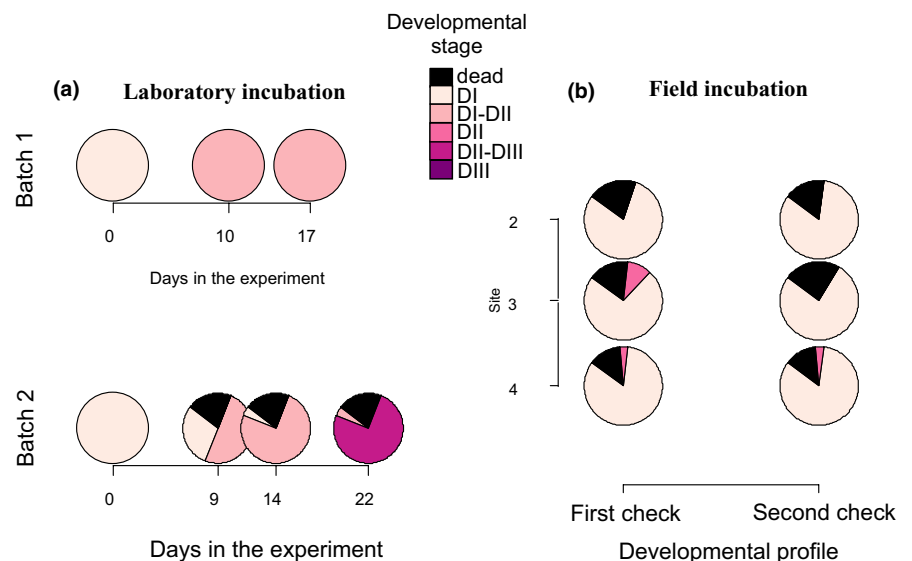 Developmental
stage
dead
DI
DI-DII
DII
DII-DIII
DIII
(a) Laboratory incubation
Batch 1
0 10 17
Days in the experiment
Batch 2
0 9 14 22
Days in the experiment
(b) Field incubation
Site
2
3
4
First check Second check
Developmental profile